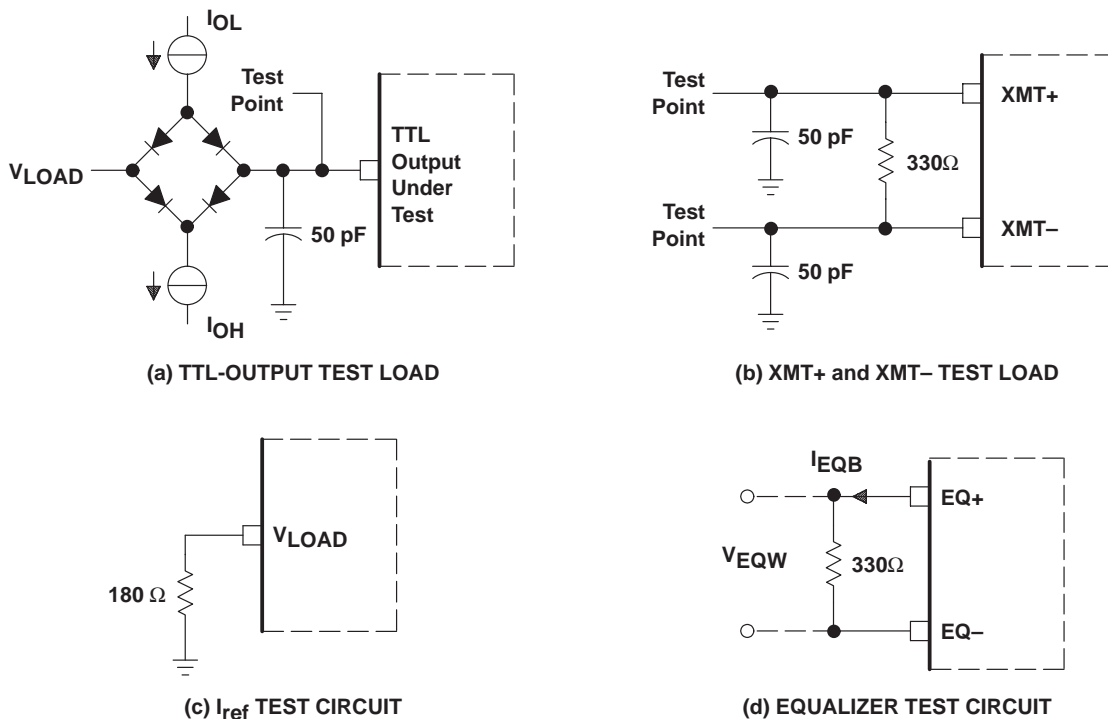 IOL
Test
Point
VLOAD
TTL
Output
Under
Test
50 pF
IOH
(a) TTL-OUTPUT TEST LOAD
Test
Point
XMT+
50 pF
330Ω
Test
Point
XMT–
50 pF
(b) XMT+ and XMT– TEST LOAD
VLOAD
180 Ω
(c) Iref TEST CIRCUIT
IEQB
EQ+
VEQW
330Ω
EQ–
(d) EQUALIZER TEST CIRCUIT